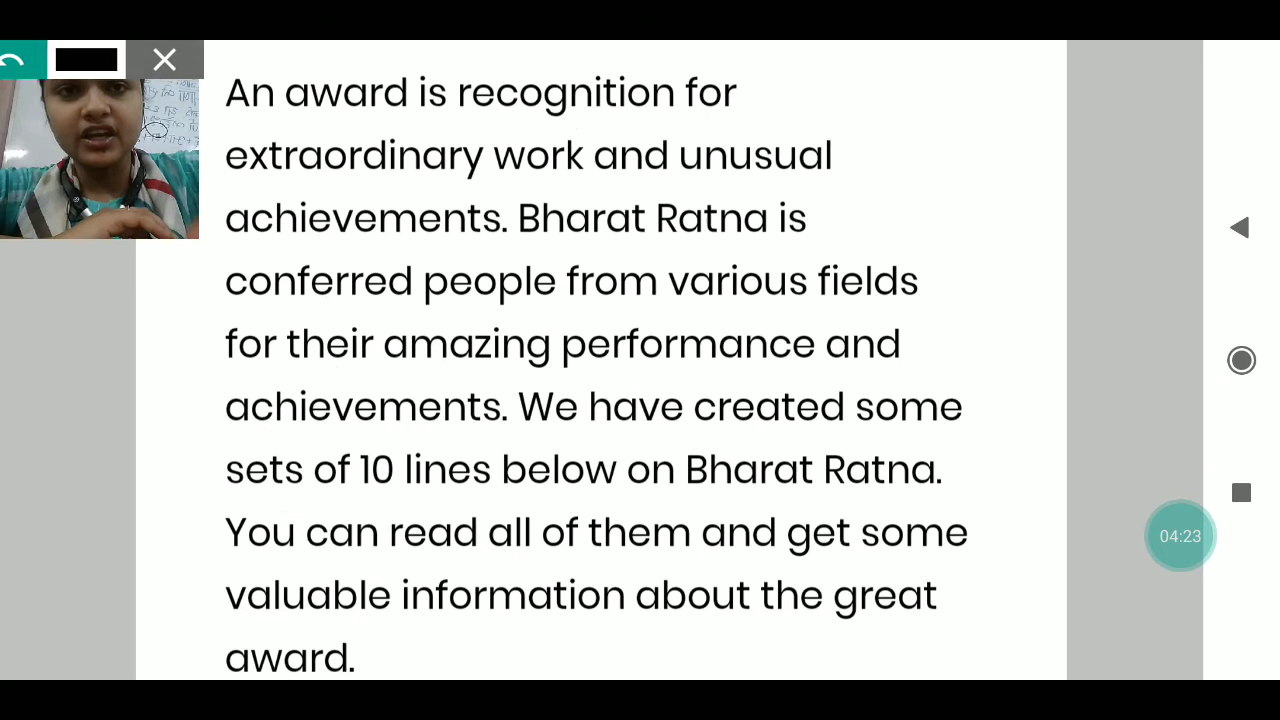 An award is recognition for
extraordinary work and unusual
achievements. Bharat Ratna is
conferred people from various fields
for their amazing performance and
achievements. We have created some
sets of 10 lines below on Bharat Ratna.
You can read all of them and get some
valuable information about the great
award.
04:23